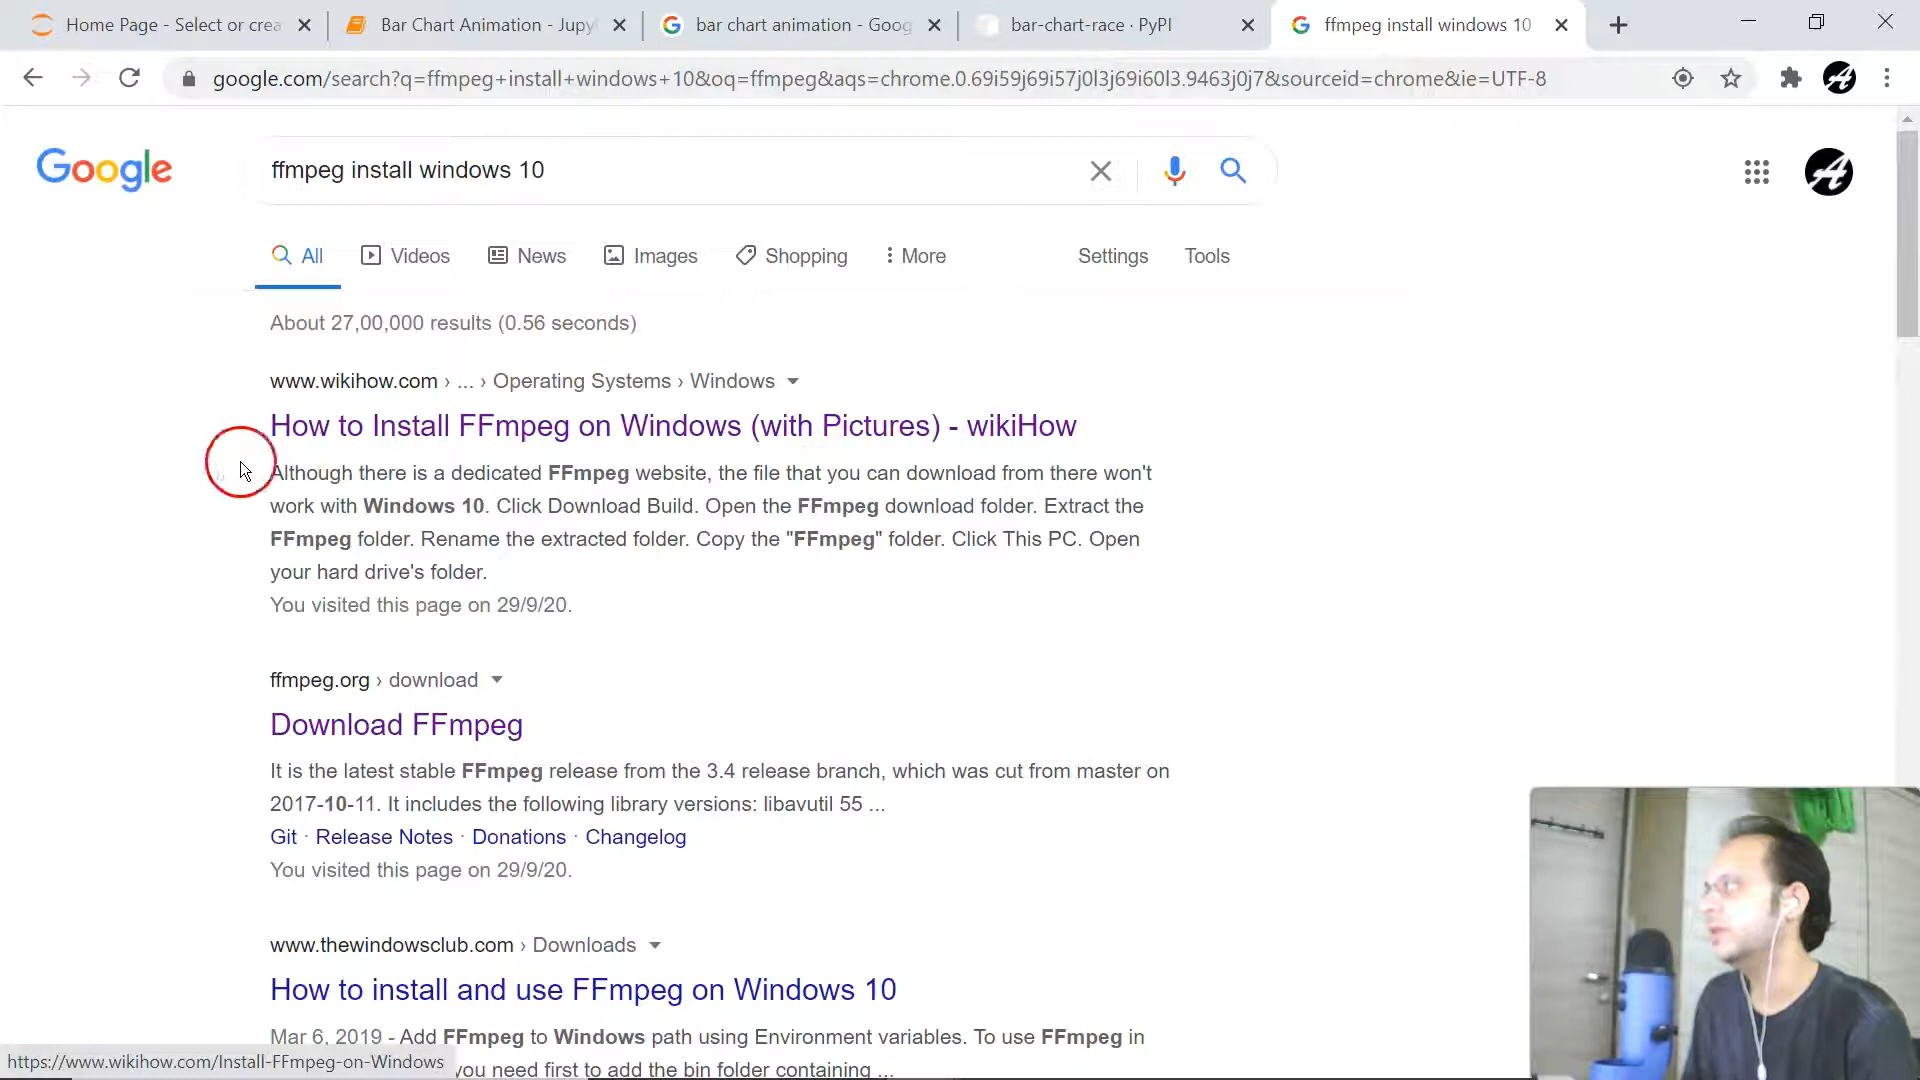 Home Page - Select or crea
Bar Chart Animation - Jupy
bar chart animation - Goog
bar-chart-race · PyPI
ffmpeg install windows 10
google.com/search?q=ffmpeg+install+windows+10&oq=ffmpeg&aqs=chrome.0.69i59j69i57j0l3j69i60l3.9463j0j7&sourceid=chrome&ie=UTF-8
Google
ffmpeg install windows 10
All
Videos
News
Images
Shopping
More
Settings
Tools
About 27,00,000 results (0.56 seconds)
www.wikihow.com › ... › Operating Systems › Windows
How to Install FFmpeg on Windows (with Pictures) - wikiHow
Although there is a dedicated FFmpeg website, the file that you can download from there won't
work with Windows 10. Click Download Build. Open the FFmpeg download folder. Extract the
FFmpeg folder. Rename the extracted folder. Copy the "FFmpeg" folder. Click This PC. Open
your hard drive's folder.
You visited this page on 29/9/20.
ffmpeg.org › download
Download FFmpeg
It is the latest stable FFmpeg release from the 3.4 release branch, which was cut from master on
2017-10-11. It includes the following library versions: libavutil 55 ...
Git · Release Notes · Donations · Changelog
You visited this page on 29/9/20.
www.thewindowsclub.com › Downloads
How to install and use FFmpeg on Windows 10
Mar 6, 2019 - Add FFmpeg to Windows path using Environment variables. To use FFmpeg in
you need first to add the bin folder containing ...
https://www.wikihow.com/Install-FFmpeg-on-Windows